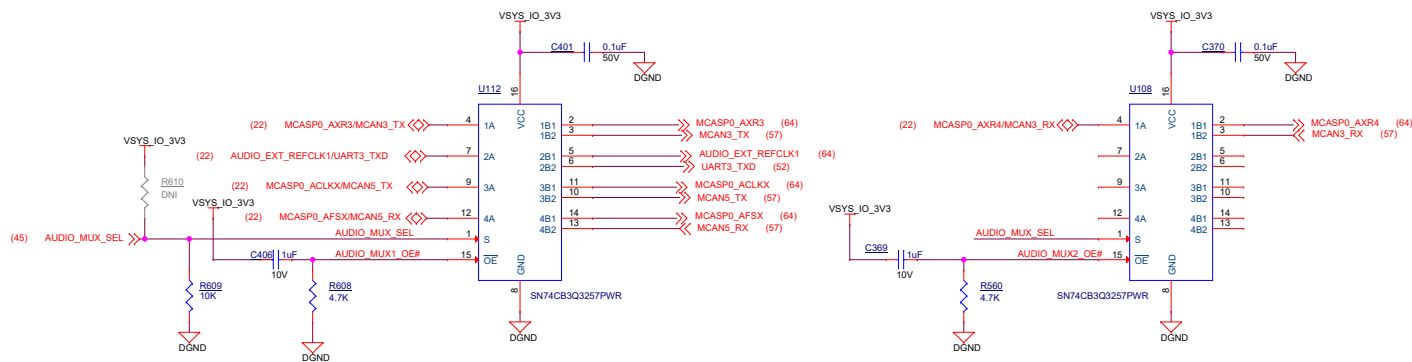 VSYS_IO_3V3
C401
0.1uF
50V
DGND
U112
16
VCC
(22) MCASP0_AXR3/MCAN3_TX
4
1A
1B1
2
MCASP0_AXR3 (64)
1B2
3
MCAN3_TX (57)
(22) AUDIO_EXT_REFCLK1/UART3_TXD
7
2A
2B1
5
AUDIO_EXT_REFCLK1 (64)
2B2
6
UART3_TXD (52)
(22) MCASP0_ACLKX/MCAN5_TX
9
3A
3B1
11
MCASP0_ACLKX (64)
3B2
10
MCAN5_TX (57)
(22) MCASP0_AFSX/MCAN5_RX
12
4A
4B1
14
MCASP0_AFSX (64)
4B2
13
MCAN5_RX (57)
VSYS_IO_3V3
R610
DNI
VSYS_IO_3V3
(45) AUDIO_MUX_SEL
AUDIO_MUX_SEL
1
S
C406
1uF
10V
AUDIO_MUX1_OE#
15
OE
GND
8
R609
10K
R608
4.7K
SN74CB3Q3257PWR
DGND
DGND
DGND
VSYS_IO_3V3
C370
0.1uF
50V
DGND
U108
16
VCC
(22) MCASP0_AXR4/MCAN3_RX
4
1A
1B1
2
MCASP0_AXR4 (64)
1B2
3
MCAN3_RX (57)
7
2A
2B1
5
2B2
6
9
3A
3B1
11
3B2
10
12
4A
4B1
14
4B2
13
VSYS_IO_3V3
AUDIO_MUX_SEL
1
S
C369
1uF
10V
AUDIO_MUX2_OE#
15
OE
GND
8
R560
4.7K
SN74CB3Q3257PWR
DGND
DGND